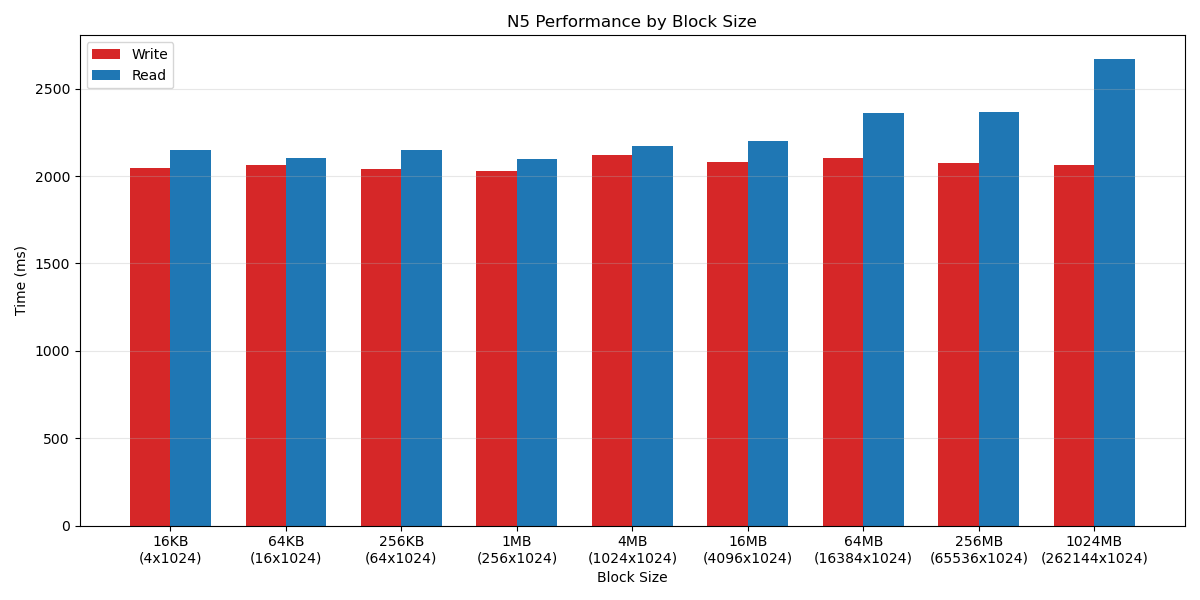 N5 Performance by Block Size
Write
Read
Time (ms)
2500
2000
1500
1000
500
0
16KB
(4x1024)
64KB
(16x1024)
256KB
(64x1024)
1MB
(256x1024)
4MB
(1024x1024)
16MB
(4096x1024)
64MB
(16384x1024)
256MB
(65536x1024)
1024MB
(262144x1024)
Block Size